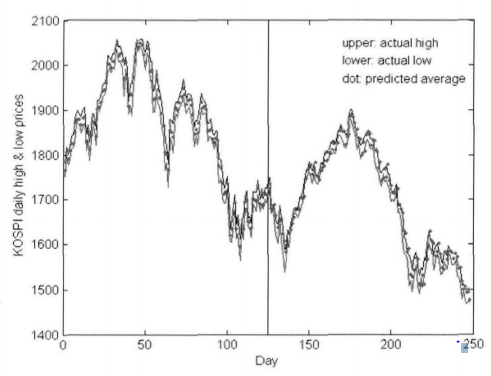 2100
2000
1900
1800
1700
1600
1500
1400
KOSPI daily high & low prices
upper: actual high
lower: actual low
dot: predicted average
0
50
100
150
200
250
Day